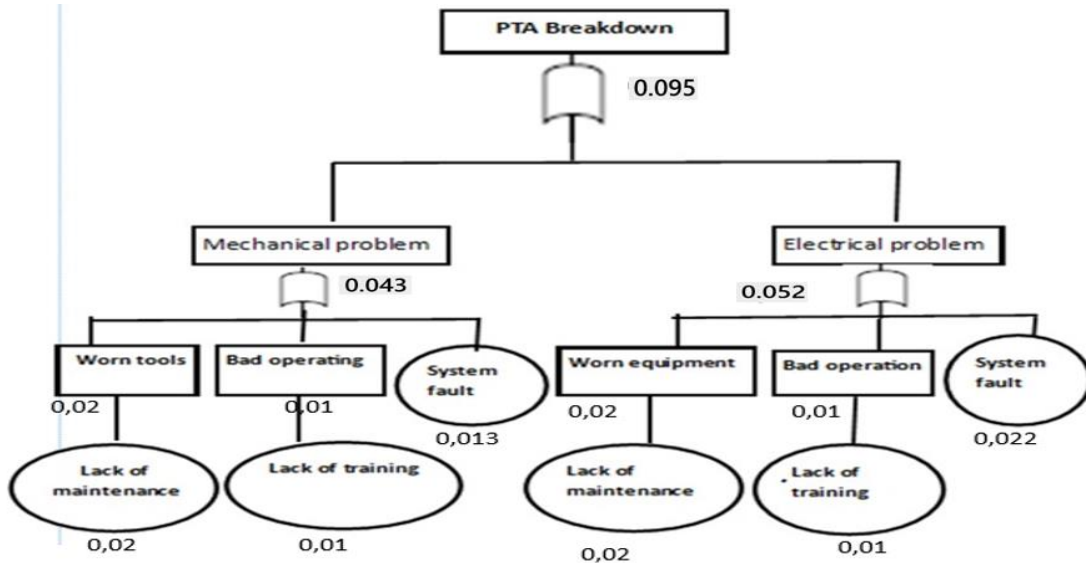 PTA Breakdown
0.095
Mechanical problem
Electrical problem
0.043
0.052
Worn tools
Bad operating
System
fault
Worn equipment
Bad operation
System
fault
0,02
0,01
0,013
0,02
0,01
0,022
Lack of
maintenance
Lack of training
Lack of
maintenance
Lack of
training
0,02
0,01
0,02
0,01